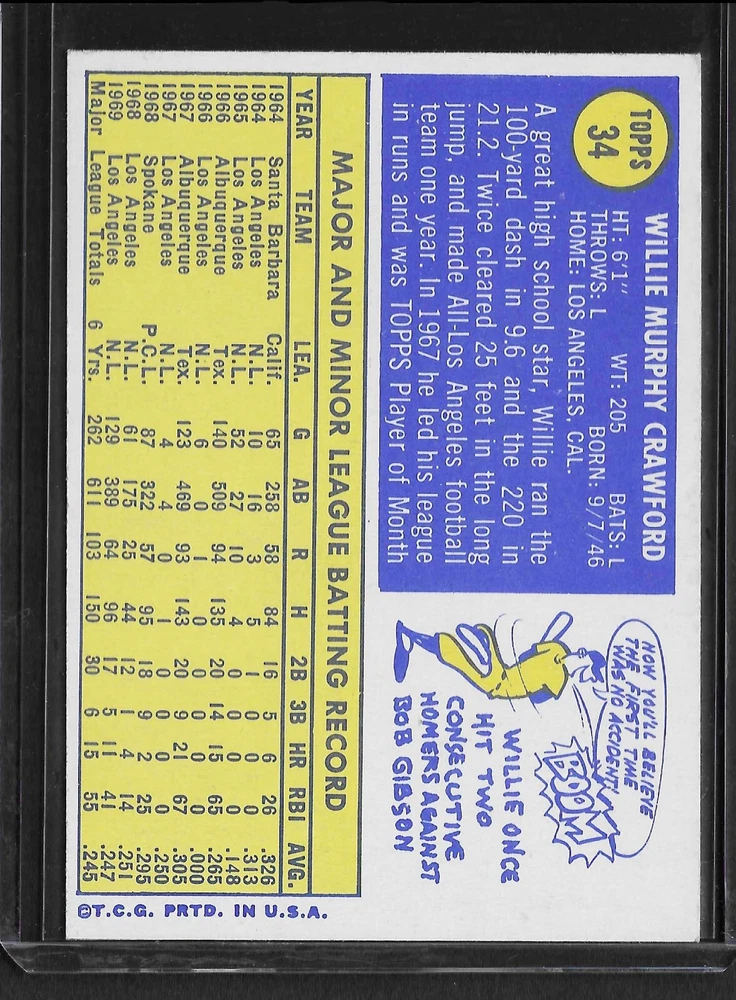 TOPPS
34
WILLIE MURPHY CRAWFORD
HT: 6'1" WT: 205 BATS: L
THROWS: L BORN: 9/7/46
HOME: LOS ANGELES, CAL.
A great high school star, Willie ran the
100-yard dash in 9.6 and the 220 in
21.2. Twice cleared 25 feet in the long
jump, and made All-Los Angeles football
team one year. In 1967 he led his league
in runs and was TOPPS Player of Month
NOW YOU'LL BELIEVE
THE FIRST TIME
WAS NO ACCIDENT!
BOOM
WILLIE ONCE
HIT TWO
CONSECUTIVE
HOMERS AGAINST
BOB GIBSON
MAJOR AND MINOR LEAGUE BATTING RECORD
YEAR TEAM LEA. G AB R H 2B 3B HR RBI AVG.
1964 Santa Barbara Calif. 65 258 58 84 16 5 6 26 .326
1964 Los Angeles N.L. 10 16 3 5 1 0 0 0 .313
1965 Los Angeles N.L. 52 27 10 4 0 0 0 0 .148
1966 Albuquerque Tex. 140 509 94 135 20 14 15 65 .265
1966 Los Angeles N.L. 6 0 1 0 0 0 0 0 .000
1967 Albuquerque Tex. 123 469 93 143 20 9 21 67 .305
1967 Los Angeles N.L. 4 4 0 1 0 0 0 0 .250
1968 Spokane P.C.L. 87 322 57 95 18 9 2 25 .295
1968 Los Angeles N.L. 61 175 25 44 12 1 4 14 .251
1969 Los Angeles N.L. 129 389 64 96 17 5 11 41 .247
Major League Totals 6 Yrs. 262 611 103 150 30 6 15 55 .245
©T.C.G. PRTD. IN U.S.A.